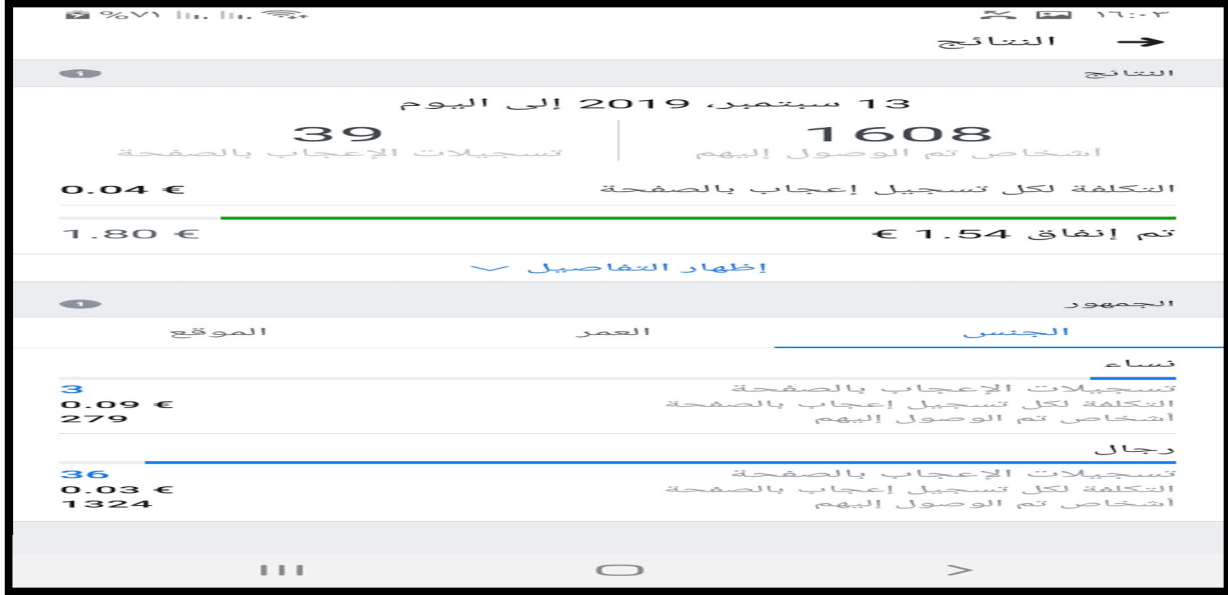 ١٦:٠٣ %٧١
النتائج
النتائج 1
13 سبتمبر، 2019 إلى اليوم
1608 39
أشخاص تم الوصول إليهم تسجيلات الإعجاب بالصفحة
التكلفة لكل تسجيل إعجاب بالصفحة 0.04 €
تم إنفاق 1.54 € 1.80 €
إظهار التفاصيل
الجمهور 1
الجنس العمر الموقع
نساء
تسجيلات الإعجاب بالصفحة 3
التكلفة لكل تسجيل إعجاب بالصفحة 0.09 €
أشخاص تم الوصول إليهم 279
رجال
تسجيلات الإعجاب بالصفحة 36
التكلفة لكل تسجيل إعجاب بالصفحة 0.03 €
أشخاص تم الوصول إليهم 1324